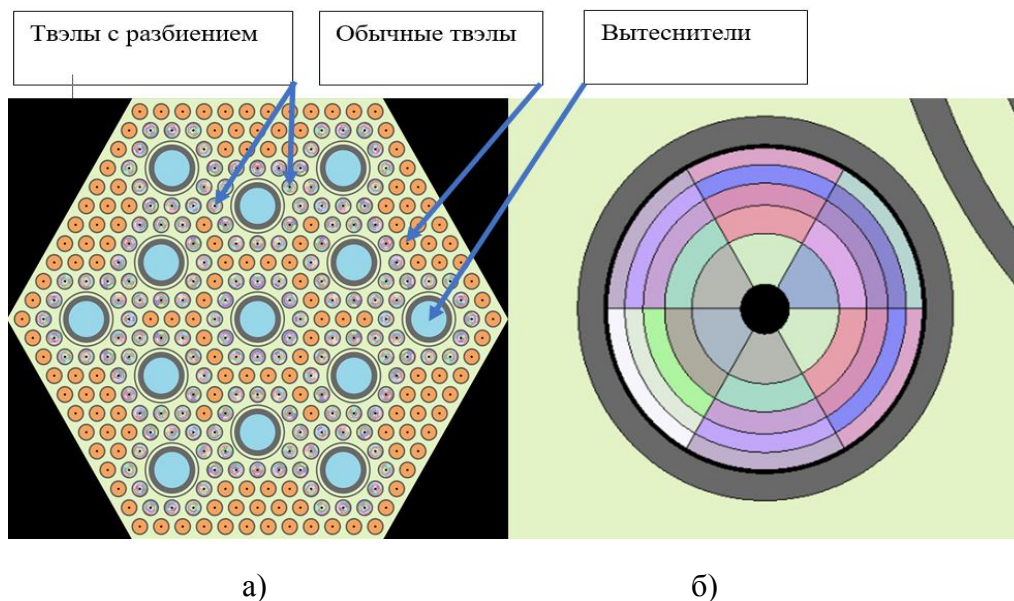 Твэлы с разбиением
Обычные твэлы
Вытеснители
а)
б)